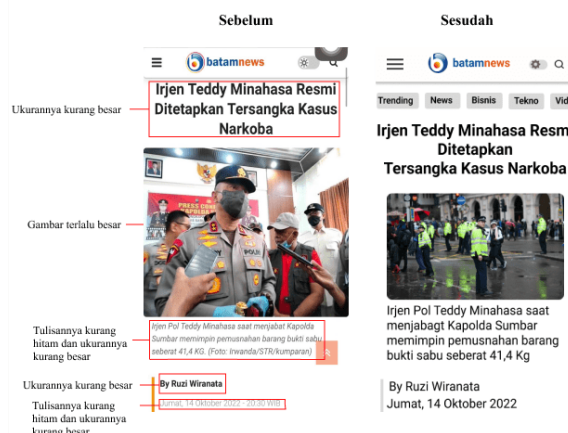 Sebelum
Sesudah
batamnews
Irjen Teddy Minahasa Resmi
Ditetapkan Tersangka Kasus
Narkoba
Ukurannya kurang besar
PRESS CON
Gambar terlalu besar
Irjen Pol Teddy Minahasa saat menjabat Kapolda
Sumbar memimpin pemusnahan barang bukti sabu
seberat 41,4 KG. (Foto: Irwanda/STR/kumparan)
Tulisannya kurang
hitam dan ukurannya
kurang besar
Ukurannya kurang besar
By Ruzi Wiranata
Jumat, 14 Oktober 2022 - 20:30 WIB
Tulisannya kurang
hitam dan ukurannya
kurang besar
batamnews
Trending
News
Bisnis
Tekno
Vid
Irjen Teddy Minahasa Resm
Ditetapkan
Tersangka Kasus Narkoba
Irjen Pol Teddy Minahasa saat
menjabagt Kapolda Sumbar
memimpin pemusnahan barang
bukti sabu seberat 41,4 Kg
By Ruzi Wiranata
Jumat, 14 Oktober 2022